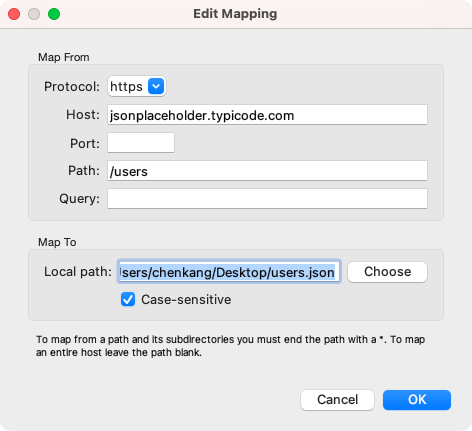 Edit Mapping
Map From
Protocol: https
Host: jsonplaceholder.typicode.com
Port:
Path: /users
Query:
Map To
Local path: sers/chenkang/Desktop/users.json Choose
Case-sensitive
To map from a path and its subdirectories you must end the path with a *. To map
an entire host leave the path blank.
Cancel OK